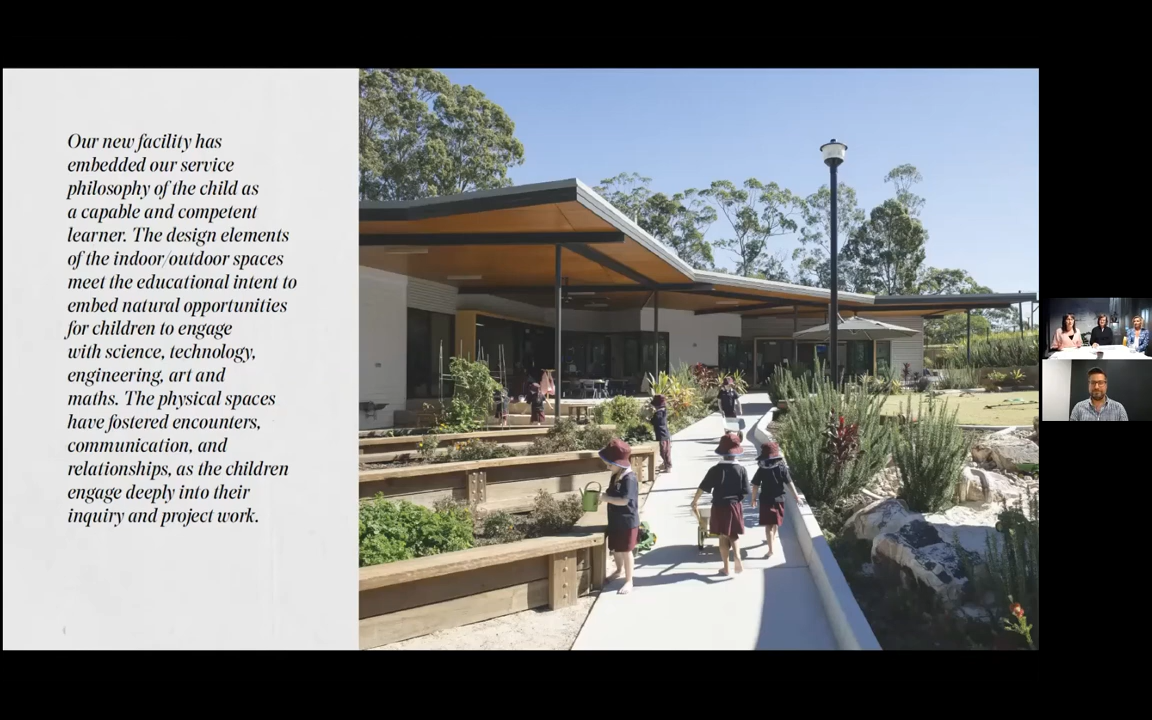 Our new facility has
embedded our service
philosophy of the child as
a capable and competent
learner. The design elements
of the indoor/outdoor spaces
meet the educational intent to
embed natural opportunities
for children to engage
with science, technology,
engineering, art and
maths. The physical spaces
have fostered encounters,
communication, and
relationships, as the children
engage deeply into their
inquiry and project work.